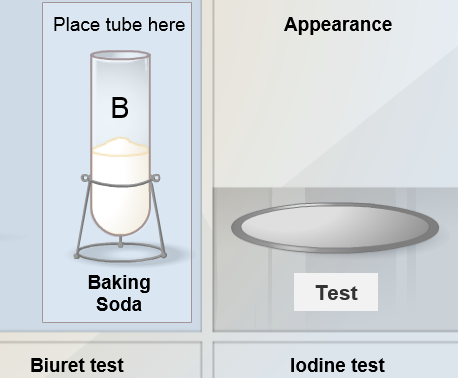 Place tube here
B
Baking
Soda
Appearance
Test
Biuret test
Iodine test